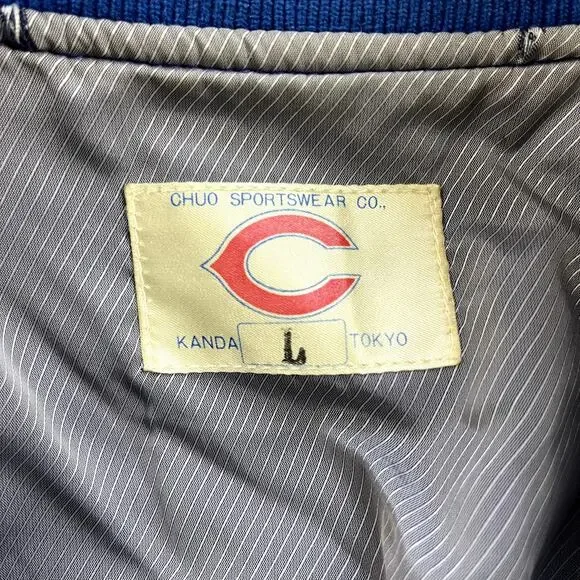 CHUO SPORTSWEAR CO.,
C
KANDA L TOKYO